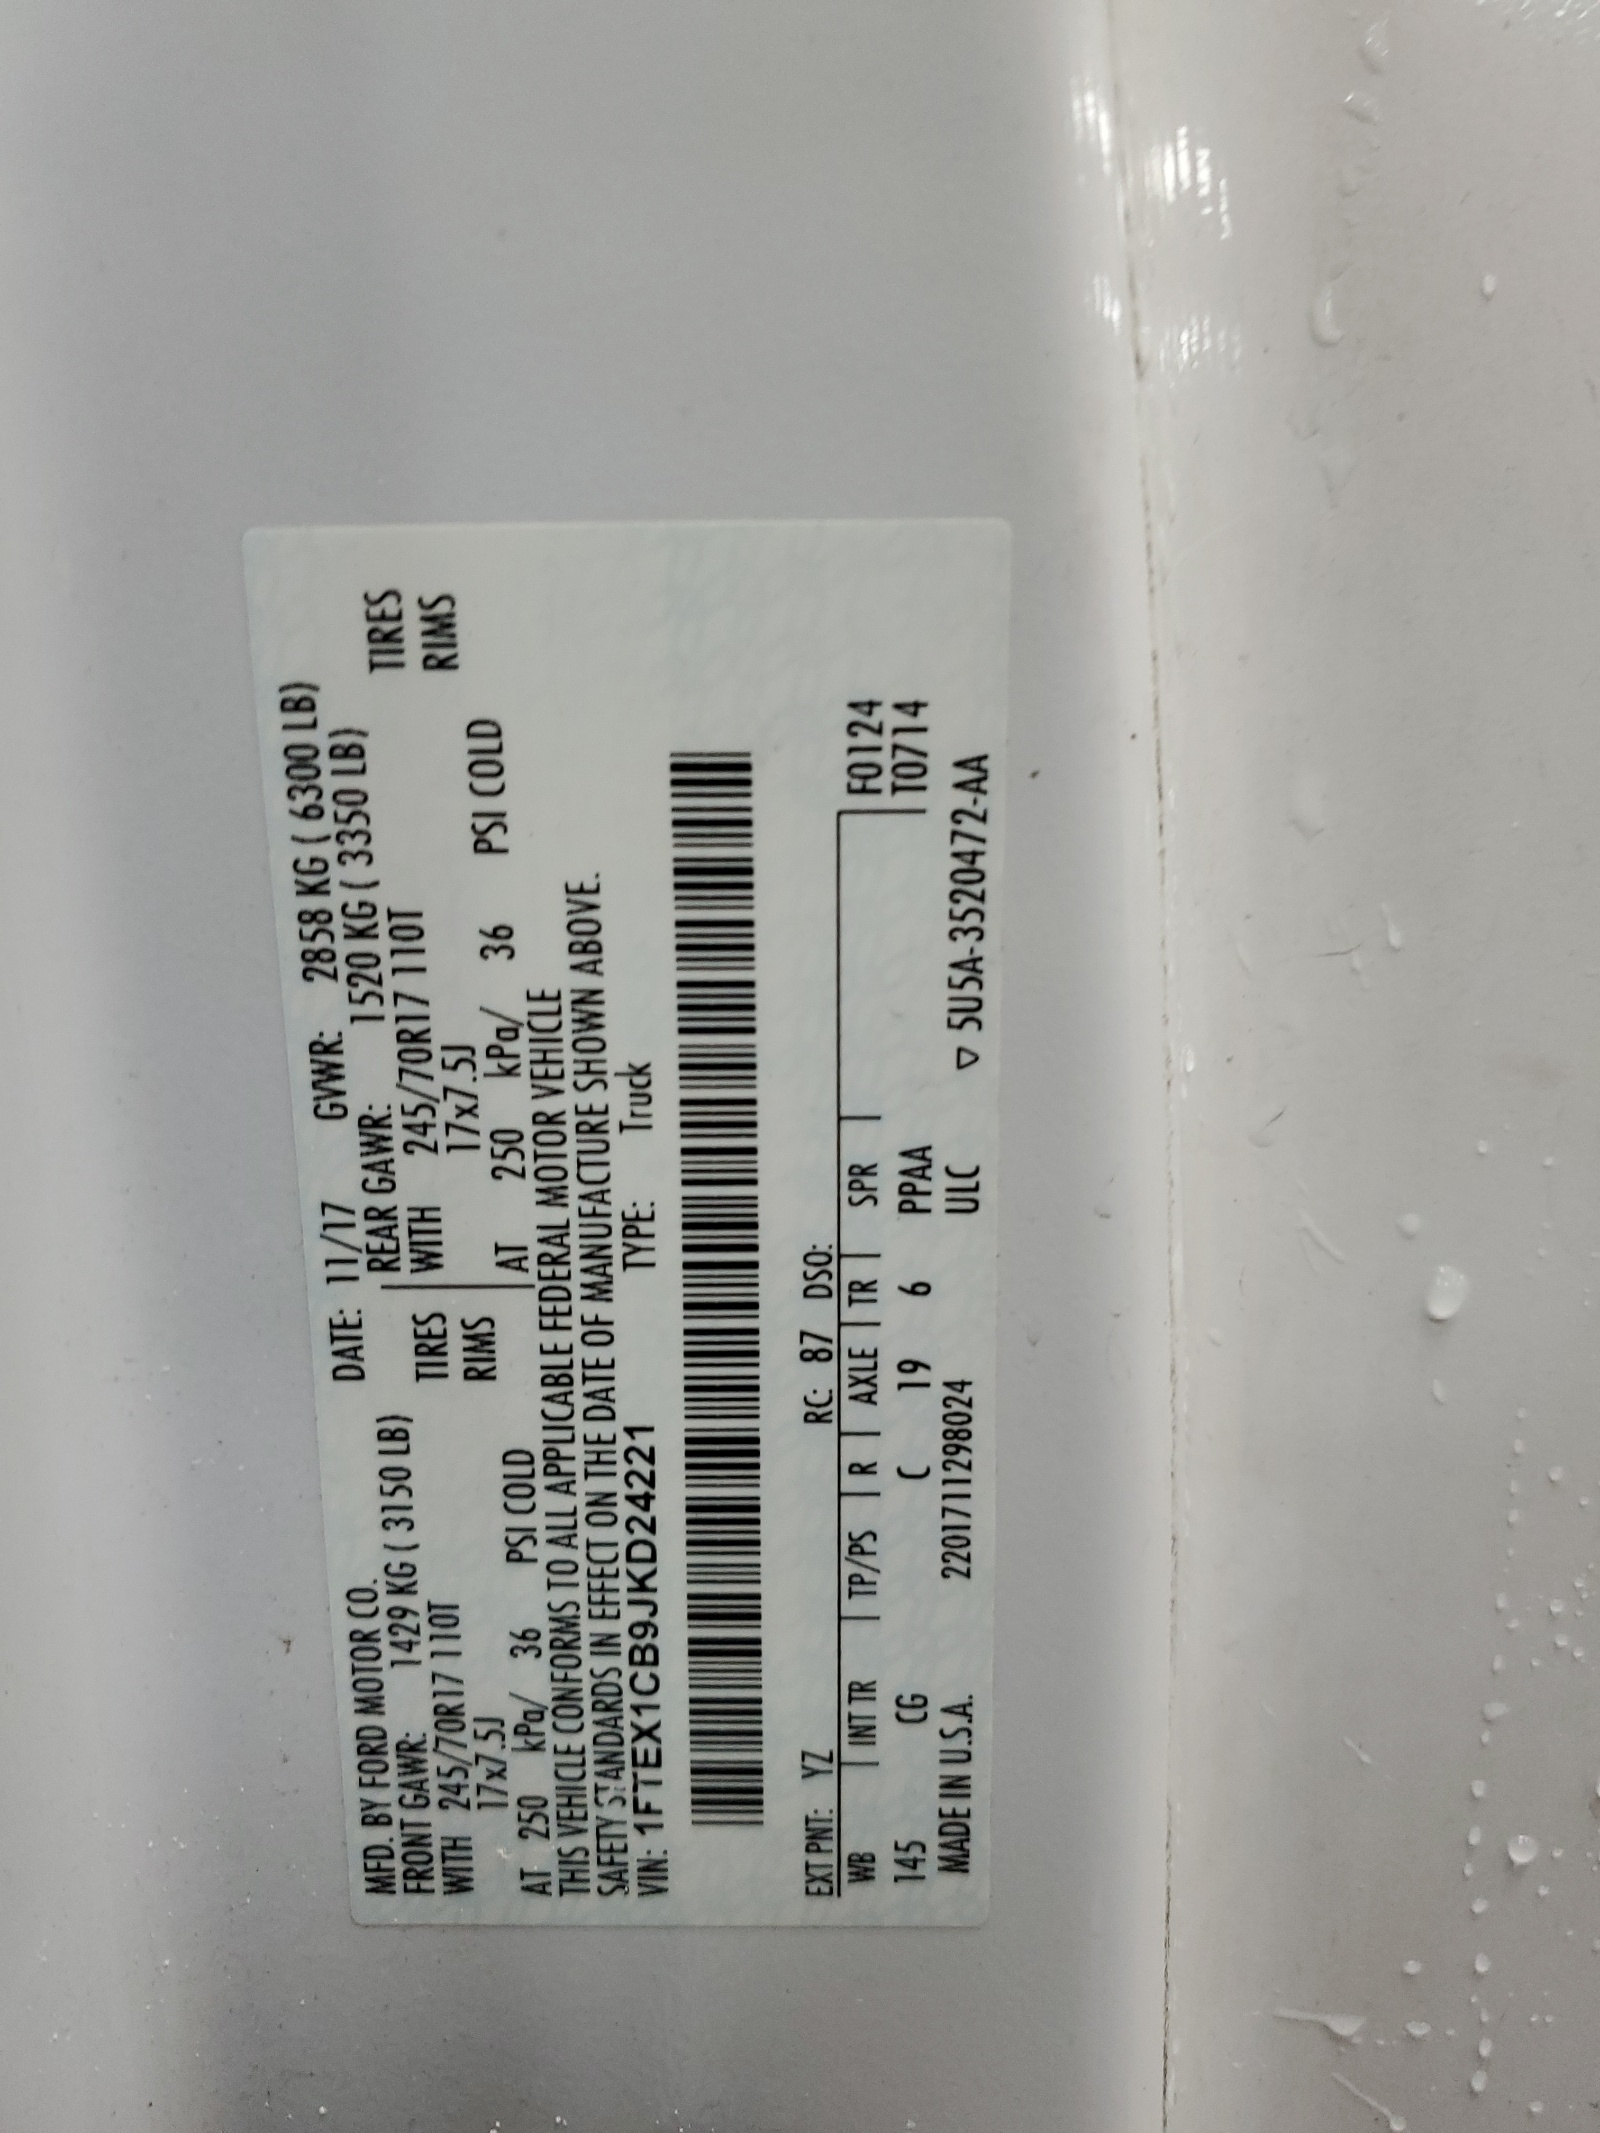 MFD. BY FORD MOTOR CO. DATE: 11/17 GVWR: 2858 KG ( 6300 LB)
FRONT GAWR: 1429 KG ( 3150 LB) REAR GAWR: 1520 KG ( 3350 LB)
WITH 245/70R17 110T TIRES WITH 245/70R17 110T TIRES
17x7.5J RIMS 17x7.5J RIMS
AT 250 kPa/ 36 PSI COLD AT 250 kPa/ 36 PSI COLD
THIS VEHICLE CONFORMS TO ALL APPLICABLE FEDERAL MOTOR VEHICLE
SAFETY STANDARDS IN EFFECT ON THE DATE OF MANUFACTURE SHOWN ABOVE.
VIN: 1FTEX1CB9JKD24221 TYPE: Truck
EXT PNT: YZ RC: 87 DSO:
WB | INT TR | TP/PS | R | AXLE | TR | SPR | F0124
145 CG C 19 6 PPAA T0714
MADE IN U.S.A. 220171129​8024 ULC ▽ 5U5A-3520472-AA